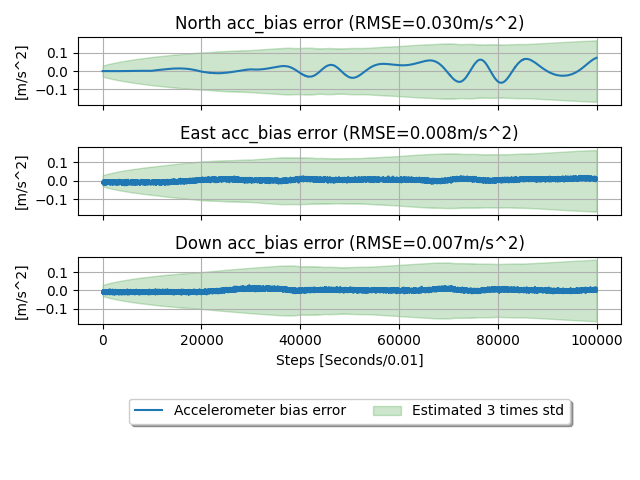 North acc_bias error (RMSE=0.030m/s^2)
[m/s^2]
0.1
0.0
−0.1
East acc_bias error (RMSE=0.008m/s^2)
[m/s^2]
0.1
0.0
−0.1
Down acc_bias error (RMSE=0.007m/s^2)
[m/s^2]
0.1
0.0
−0.1
0 20000 40000 60000 80000 100000
Steps [Seconds/0.01]
Accelerometer bias error Estimated 3 times std